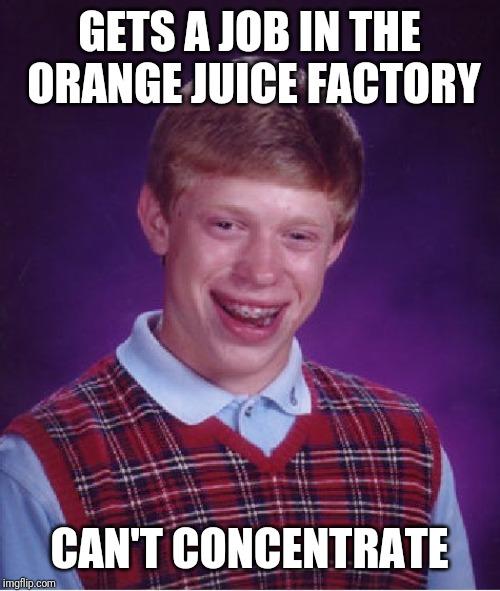 GETS A JOB IN THE
ORANGE JUICE FACTORY
CAN'T CONCENTRATE
imgflip.com